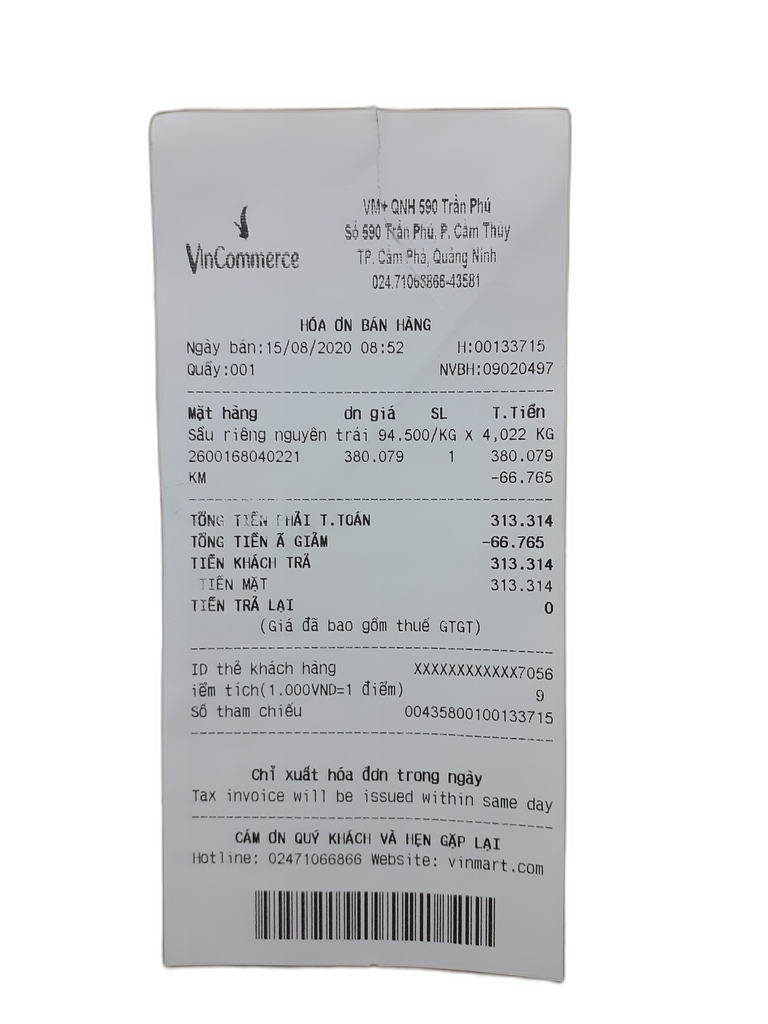 VinCommerce
VM+ QNH 590 Trần Phú
Số 590 Trần Phú, P. Cẩm Thủy
TP. Cẩm Phả, Quảng Ninh
024.71068866-43581
HÓA ƠN BÁN HÀNG
Ngày bán:15/08/2020 08:52 H:00133715
Quầy:001 NVBH:09020497
Mặt hàng ơn giá SL T.Tiền
Sầu riêng nguyên trái 94.500/KG x 4,022 KG
2600168040221 380.079 1 380.079
KM -66.765
TỔNG TIỀN PHẢI T.TOÁN 313.314
TỔNG TIỀN Ã GIẢM -66.765
TIỀN KHÁCH TRẢ 313.314
TIỀN MẶT 313.314
TIỀN TRẢ LẠI 0
(Giá đã bao gồm thuế GTGT)
ID thẻ khách hàng XXXXXXXXXXXX7056
iểm tích(1.000VND=1 điểm) 9
Số tham chiếu 00435800100133715
Chỉ xuất hóa đơn trong ngày
Tax invoice will be issued within same day
CẢM ƠN QUÝ KHÁCH VÀ HẸN GẶP LẠI
Hotline: 02471066866 Website: vinmart.com